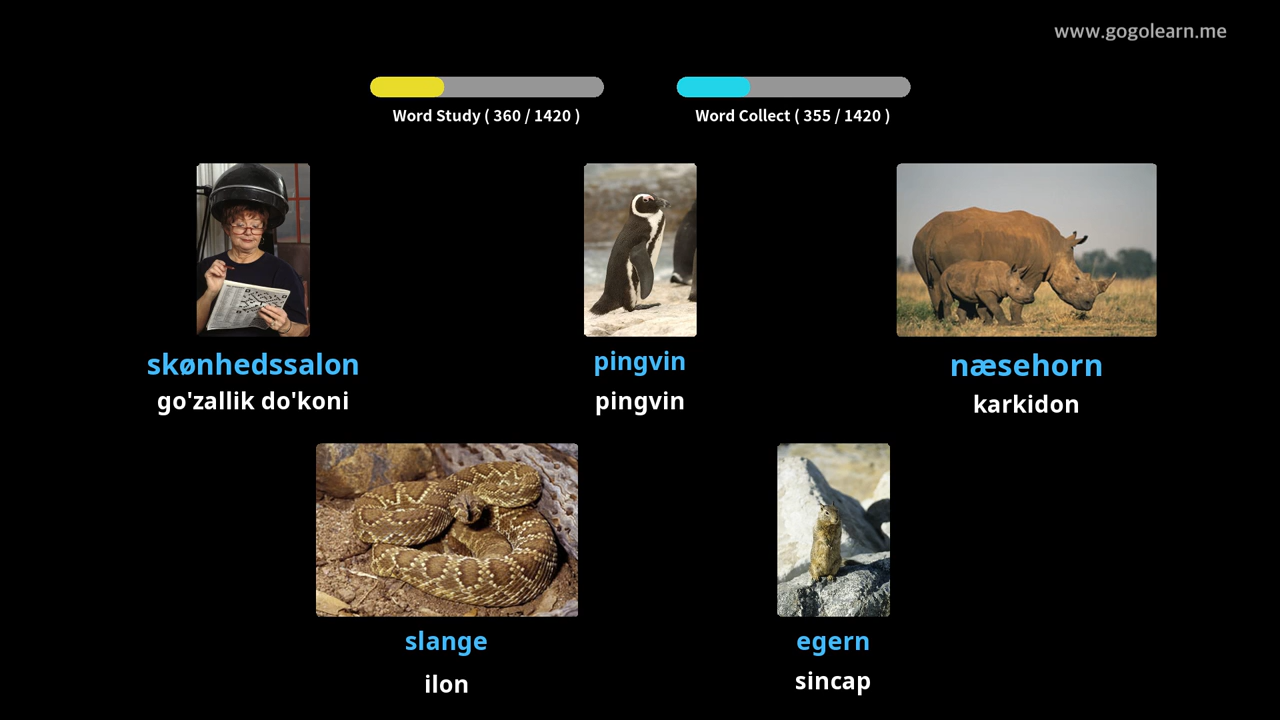 www.gogolearn.me
Word Study ( 360 / 1420 )
Word Collect ( 355 / 1420 )
skønhedssalon
go'zallik do'koni
pingvin
pingvin
næsehorn
karkidon
slange
ilon
egern
sincap